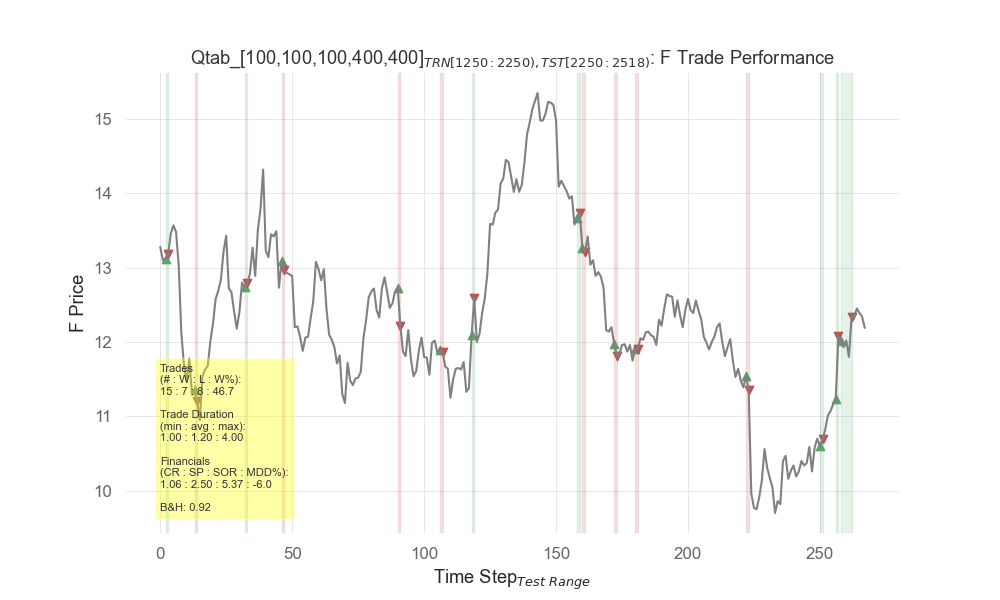 Qtab_[100,100,100,400,400]TRN[1250:2250),TST[2250:2518): F Trade Performance
F Price
15
14
13
12
11
10
Trades
(# : W : L : W%):
15 : 7 : 8 : 46.7
Trade Duration
(min : avg : max):
1.00 : 1.20 : 4.00
Financials
(CR : SP : SOR : MDD%):
1.06 : 2.50 : 5.37 : -6.0
B&H: 0.92
0 50 100 150 200 250
Time StepTest Range